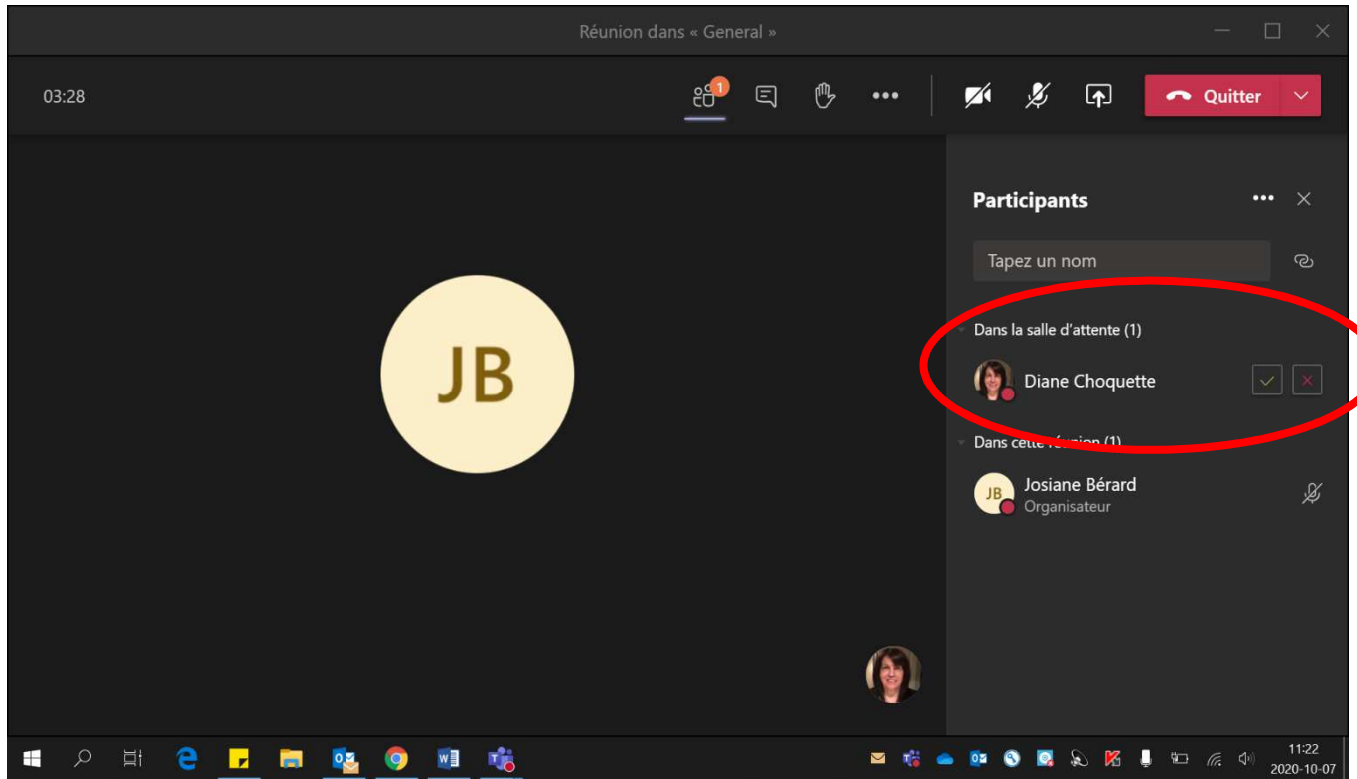 Réunion dans « General »
03:28
1
Quitter
Participants
Tapez un nom
Dans la salle d'attente (1)
Diane Choquette
JB
Dans cette réunion (1)
JB
Josiane Bérard
Organisateur
11:22
2020-10-07